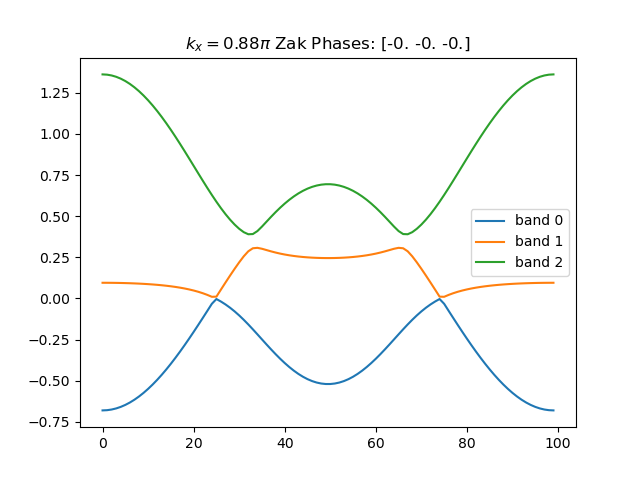 $k_x = 0.88\pi$ Zak Phases: [-0. -0. -0.]
1.25
1.00
0.75
0.50
0.25
0.00
−0.25
−0.50
−0.75
band 0
band 1
band 2
0 20 40 60 80 100